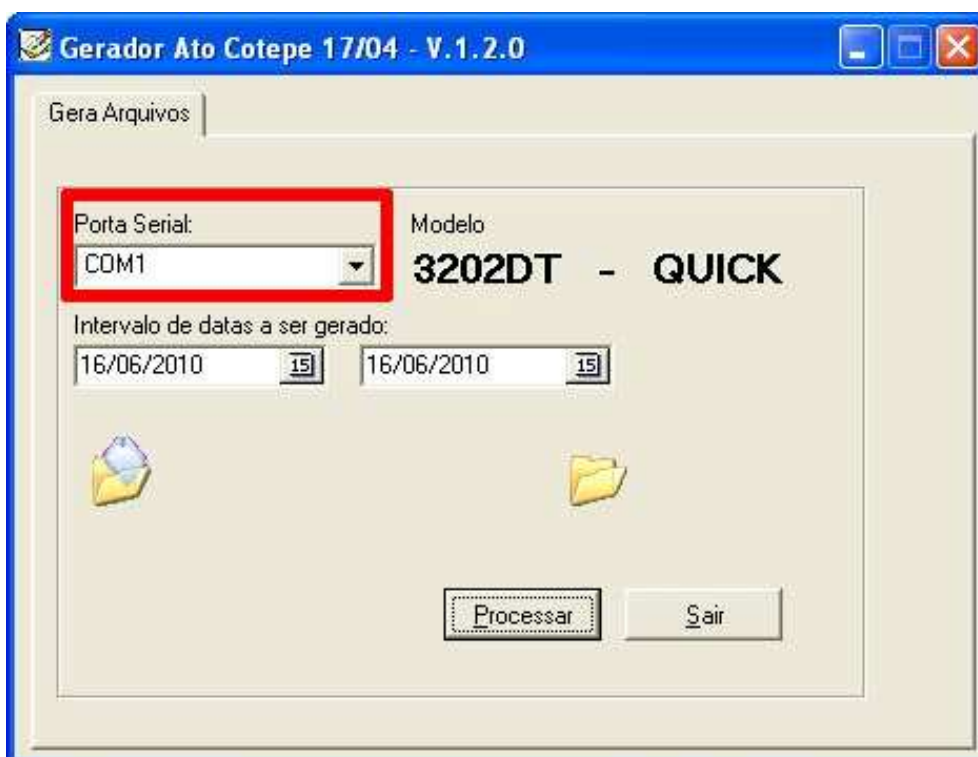 Gerador Ato Cotepe 17/04 - V.1.2.0
Gera Arquivos
Porta Serial:
COM1
Modelo
3202DT - QUICK
Intervalo de datas a ser gerado:
16/06/2010 15 16/06/2010 15
Processar Sair